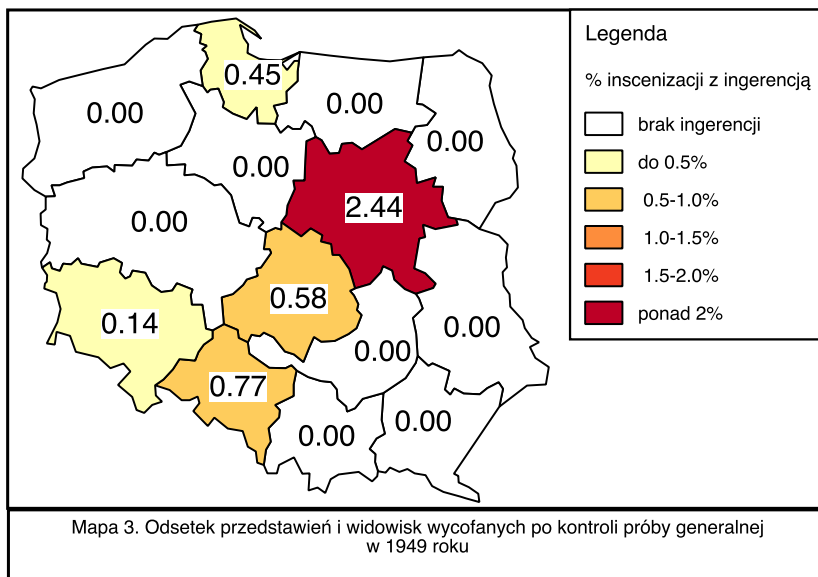 0.45
0.00
0.00
0.00
0.00
0.00
2.44
0.58
0.14
0.00
0.00
0.77
0.00
0.00
Legenda
% inscenizacji z ingerencją
brak ingerencji
do 0.5%
0.5-1.0%
1.0-1.5%
1.5-2.0%
ponad 2%
Mapa 3. Odsetek przedstawień i widowisk wycofanych po kontroli próby generalnej
w 1949 roku